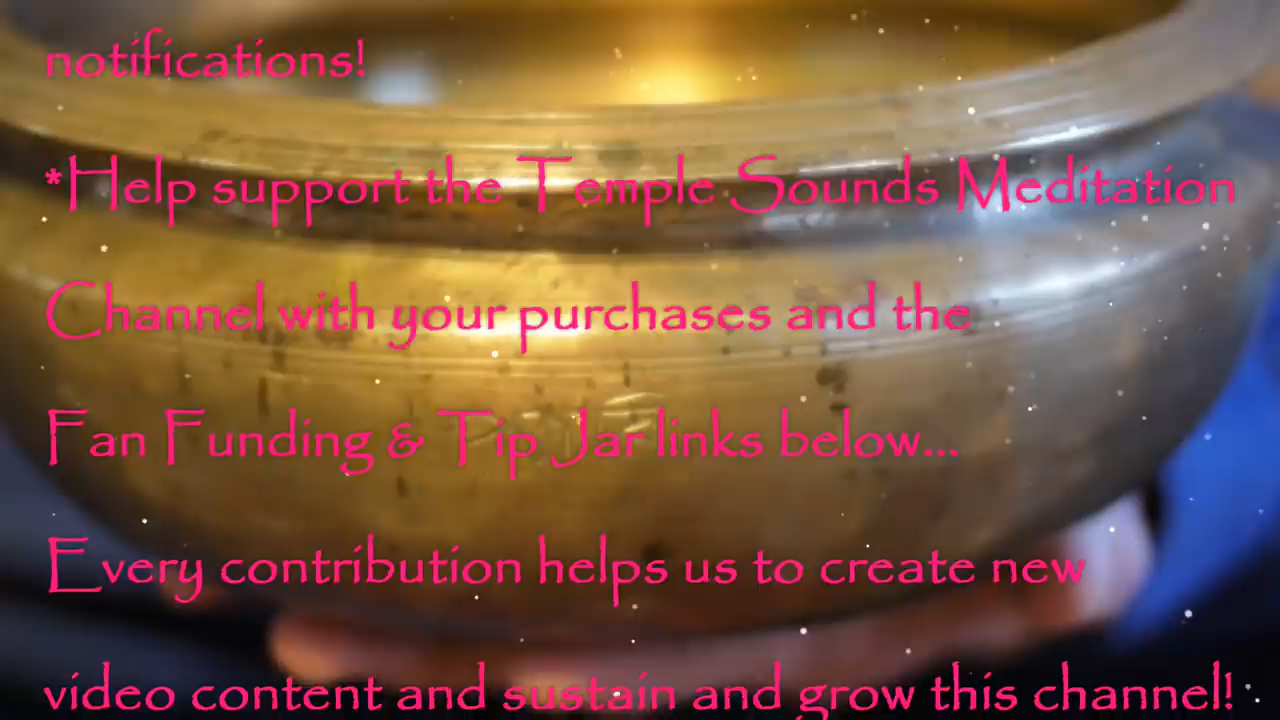 notifications!
*Help support the Temple Sounds Meditation
Channel with your purchases and the
Fan Funding & Tip Jar links below...
Every contribution helps us to create new
video content and sustain and grow this channel!